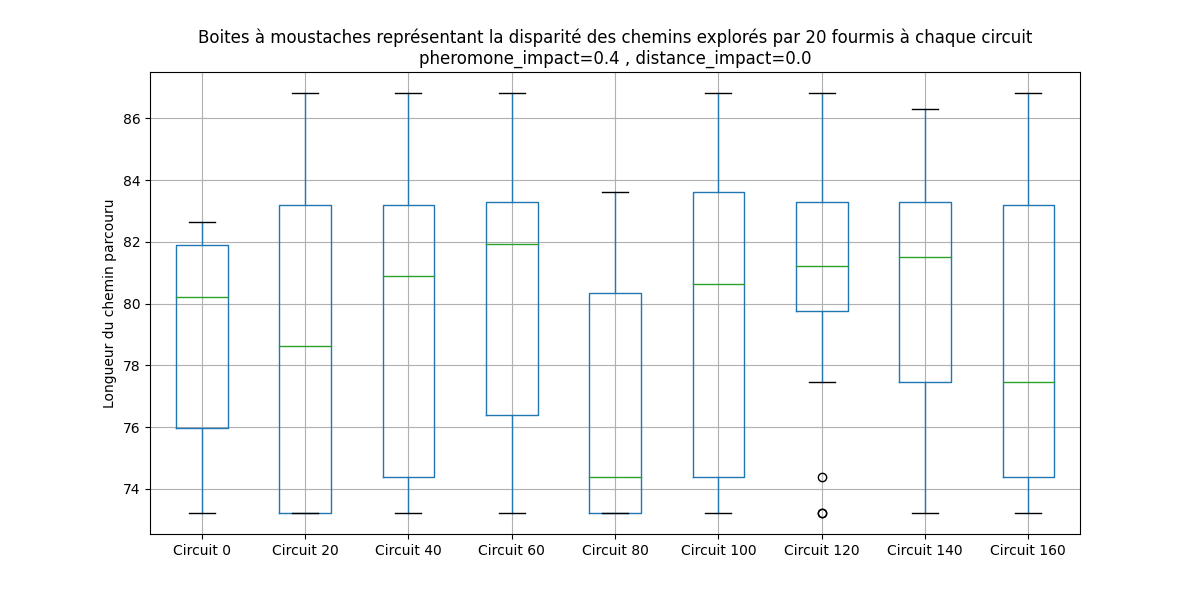 Boites à moustaches représentant la disparité des chemins explorés par 20 fourmis à chaque circuit
pheromone_impact=0.4 , distance_impact=0.0
Longueur du chemin parcouru
86
84
82
80
78
76
74
Circuit 0
Circuit 20
Circuit 40
Circuit 60
Circuit 80
Circuit 100
Circuit 120
Circuit 140
Circuit 160